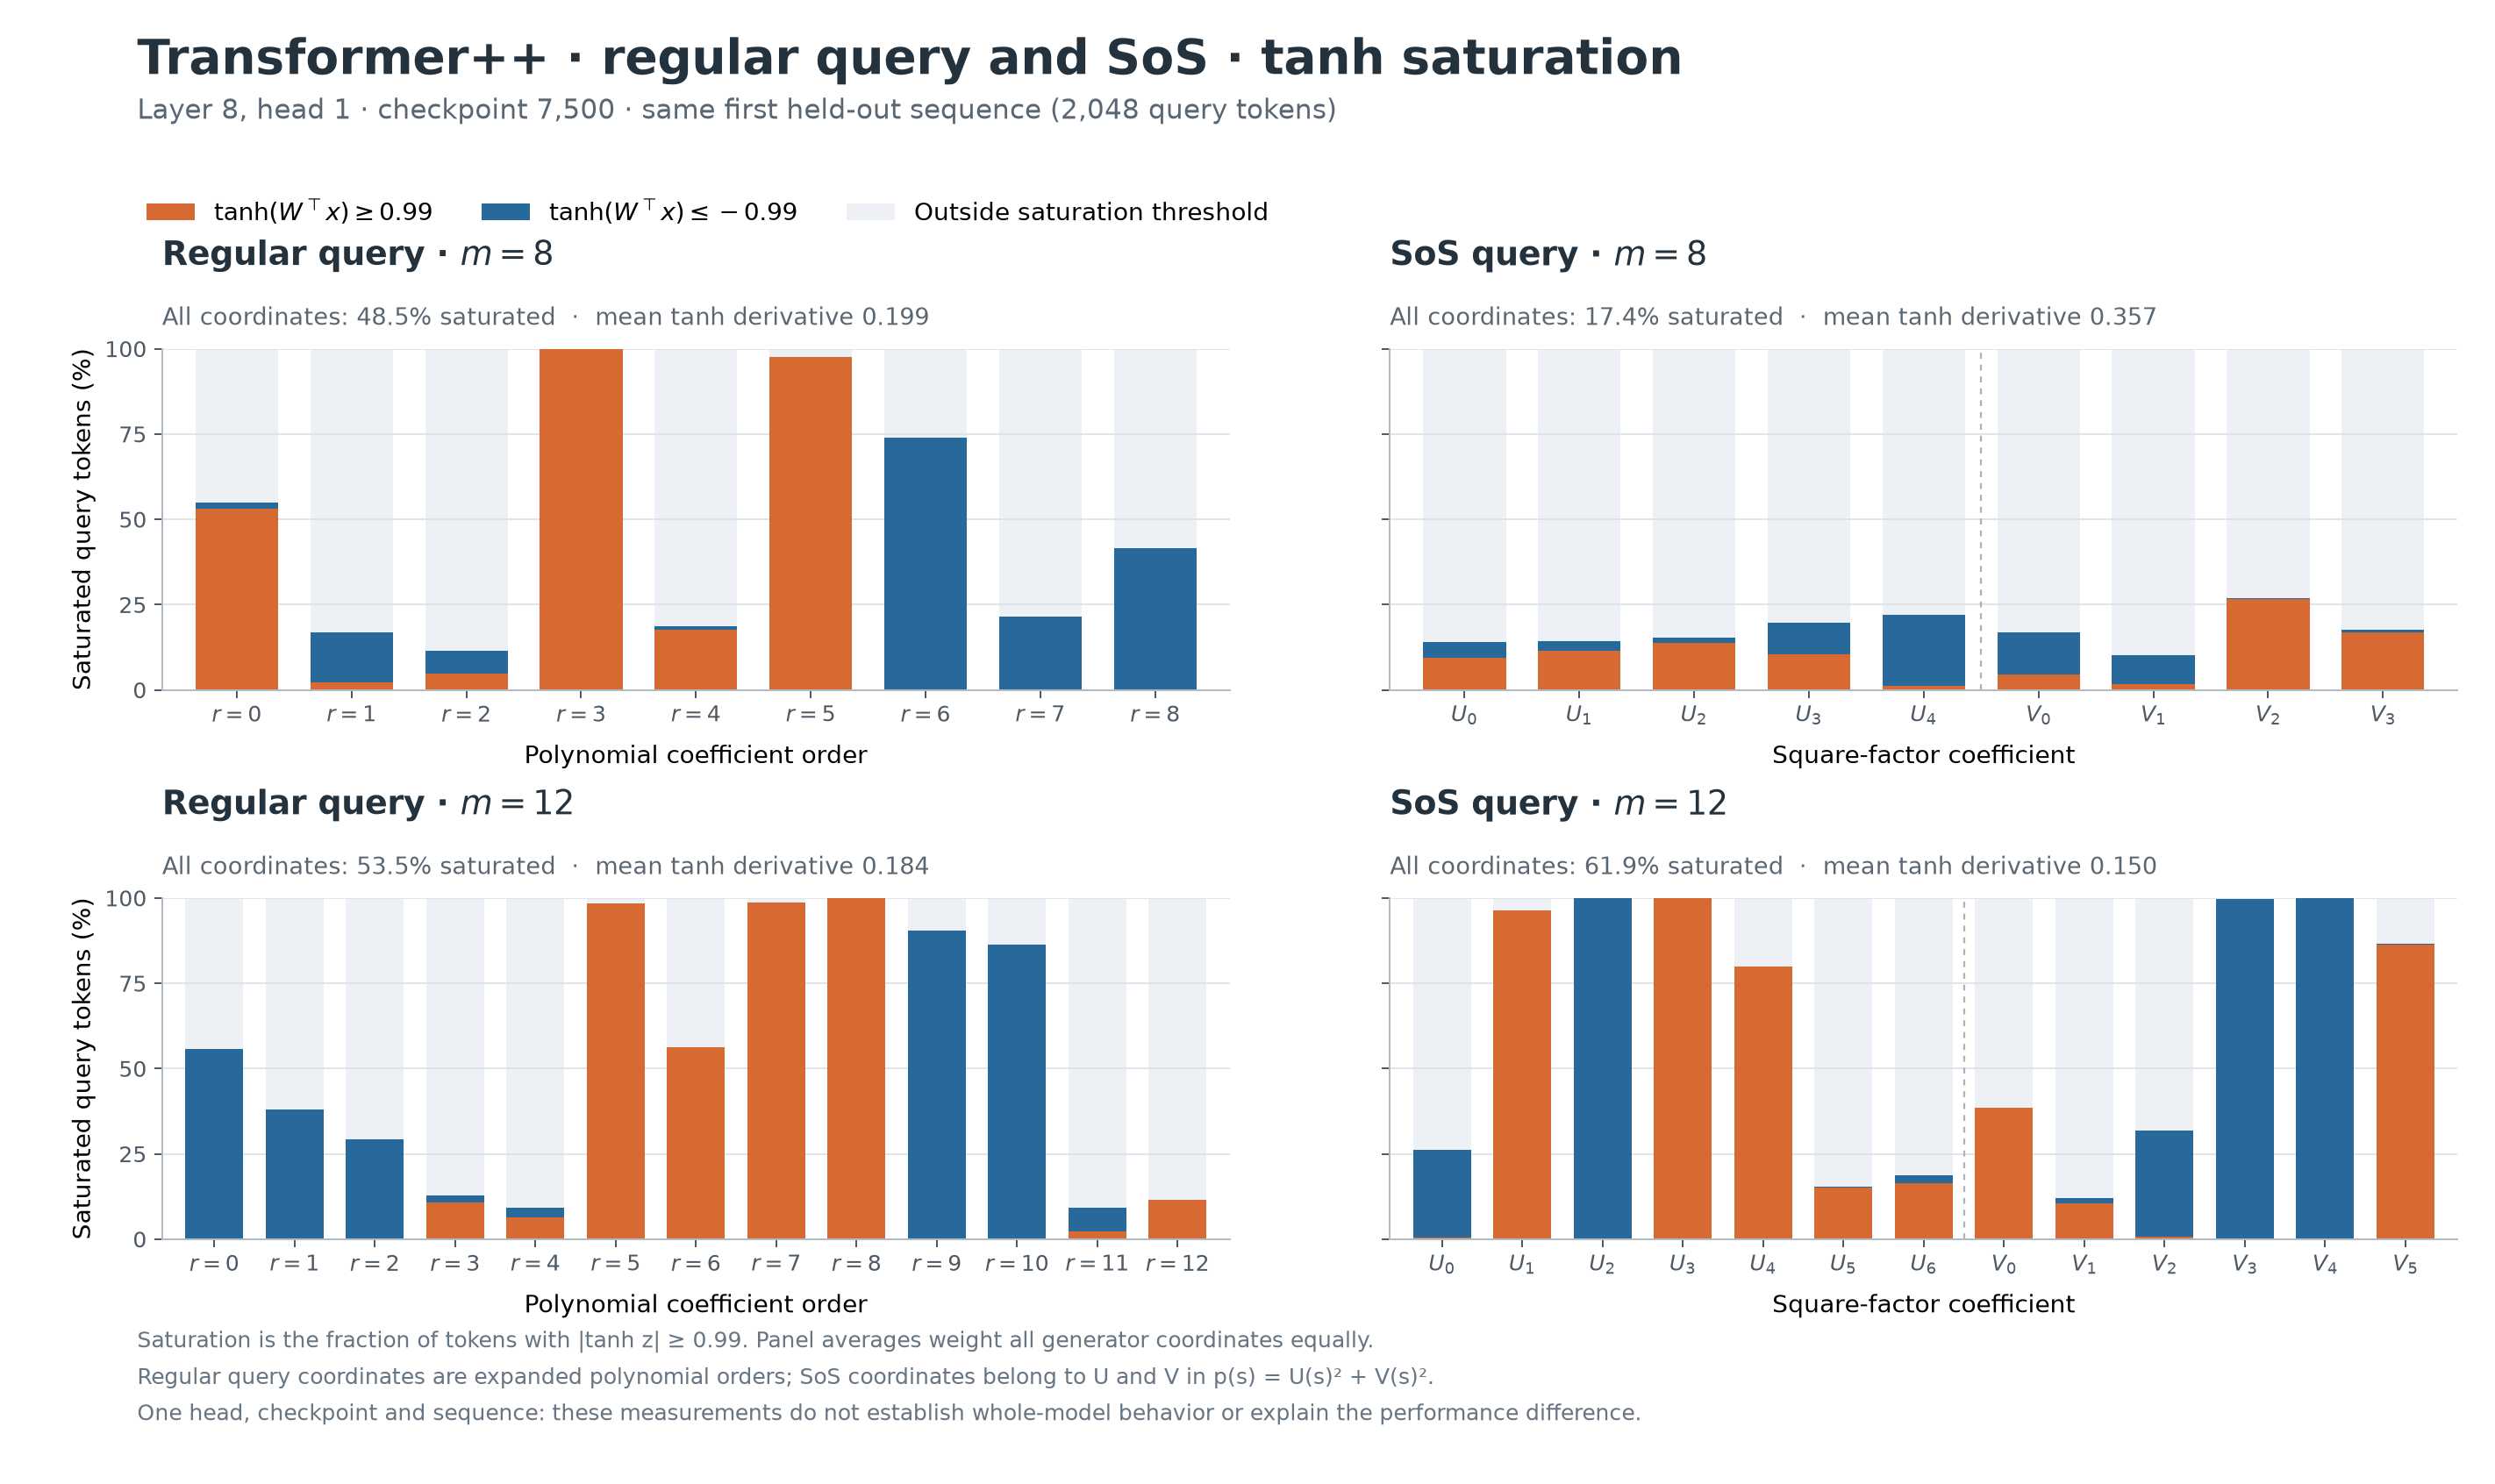 Transformer++ · regular query and SoS · tanh saturation
Layer 8, head 1 · checkpoint 7,500 · same first held-out sequence (2,048 query tokens)
tanh(W⊤x) ≥ 0.99
tanh(W⊤x) ≤ −0.99
Outside saturation threshold
Regular query · m = 8
All coordinates: 48.5% saturated · mean tanh derivative 0.199
Saturated query tokens (%)
100
75
50
25
0
r = 0 r = 1 r = 2 r = 3 r = 4 r = 5 r = 6 r = 7 r = 8
Polynomial coefficient order
SoS query · m = 8
All coordinates: 17.4% saturated · mean tanh derivative 0.357
U₀ U₁ U₂ U₃ U₄ V₀ V₁ V₂ V₃
Square-factor coefficient
Regular query · m = 12
All coordinates: 53.5% saturated · mean tanh derivative 0.184
Saturated query tokens (%)
100
75
50
25
0
r = 0 r = 1 r = 2 r = 3 r = 4 r = 5 r = 6 r = 7 r = 8 r = 9 r = 10 r = 11 r = 12
Polynomial coefficient order
SoS query · m = 12
All coordinates: 61.9% saturated · mean tanh derivative 0.150
U₀ U₁ U₂ U₃ U₄ U₅ U₆ V₀ V₁ V₂ V₃ V₄ V₅
Square-factor coefficient
Saturation is the fraction of tokens with |tanh z| ≥ 0.99. Panel averages weight all generator coordinates equally.
Regular query coordinates are expanded polynomial orders; SoS coordinates belong to U and V in p(s) = U(s)² + V(s)².
One head, checkpoint and sequence: these measurements do not establish whole-model behavior or explain the performance difference.